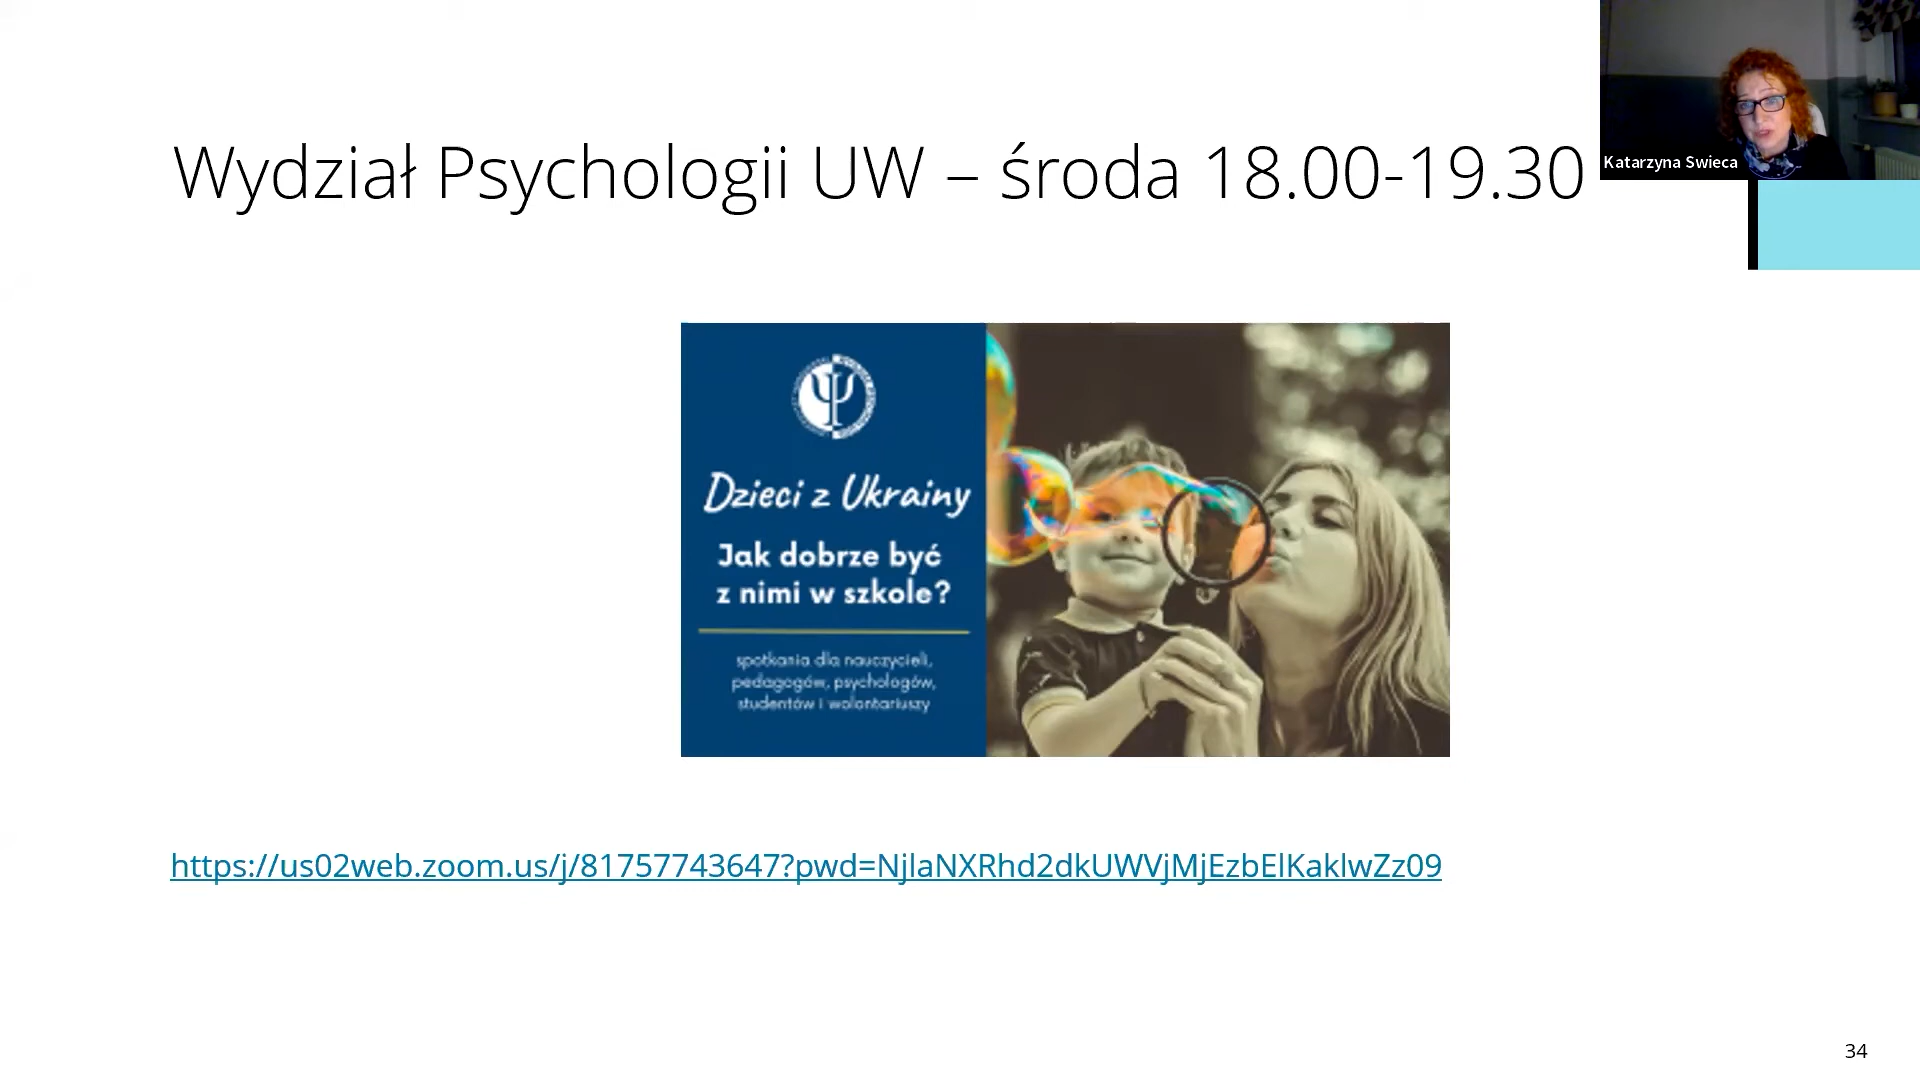 Wydział Psychologii UW – środa 18.00-19.30
Katarzyna Swieca
Dzieci z Ukrainy
Jak dobrze być
z nimi w szkole?
spotkania dla nauczycieli,
pedagogów, psychologów,
studentów i wolontariuszy
https://us02web.zoom.us/j/81757743647?pwd=NjlaNXRhd2dkUWVjMjEzbElKaklwZz09
34